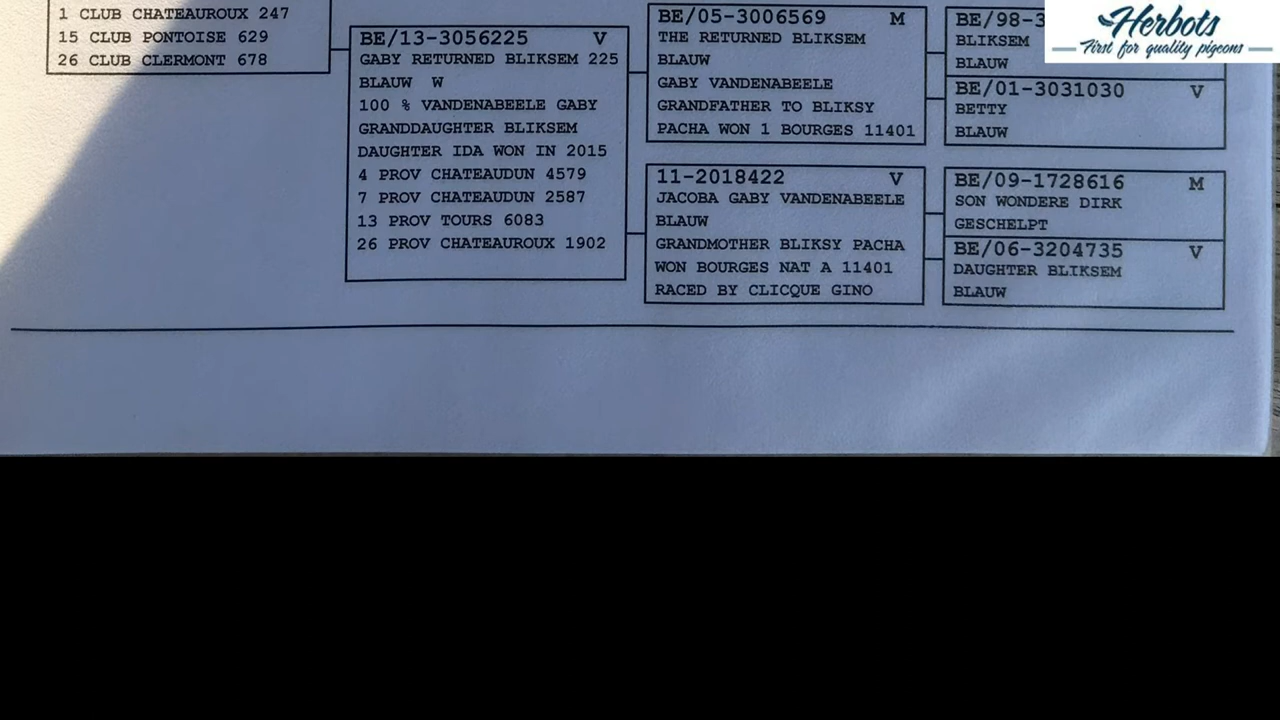 1 CLUB CHATEAUROUX 247
15 CLUB PONTOISE 629
26 CLUB CLERMONT 678
BE/13-3056225 V
GABY RETURNED BLIKSEM 225
BLAUW W
100 % VANDENABEELE GABY
GRANDDAUGHTER BLIKSEM
DAUGHTER IDA WON IN 2015
4 PROV CHATEAUDUN 4579
7 PROV CHATEAUDUN 2587
13 PROV TOURS 6083
26 PROV CHATEAUROUX 1902
BE/05-3006569 M
THE RETURNED BLIKSEM
BLAUW
GABY VANDENABEELE
GRANDFATHER TO BLIKSY
PACHA WON 1 BOURGES 11401
11-2018422 V
JACOBA GABY VANDENABEELE
BLAUW
GRANDMOTHER BLIKSY PACHA
WON BOURGES NAT A 11401
RACED BY CLICQUE GINO
BE/98-3
BLIKSEM
BLAUW
BE/01-3031030 V
BETTY
BLAUW
BE/09-1728616 M
SON WONDERE DIRK
GESCHELPT
BE/06-3204735 V
DAUGHTER BLIKSEM
BLAUW
Herbots
First for quality pigeons